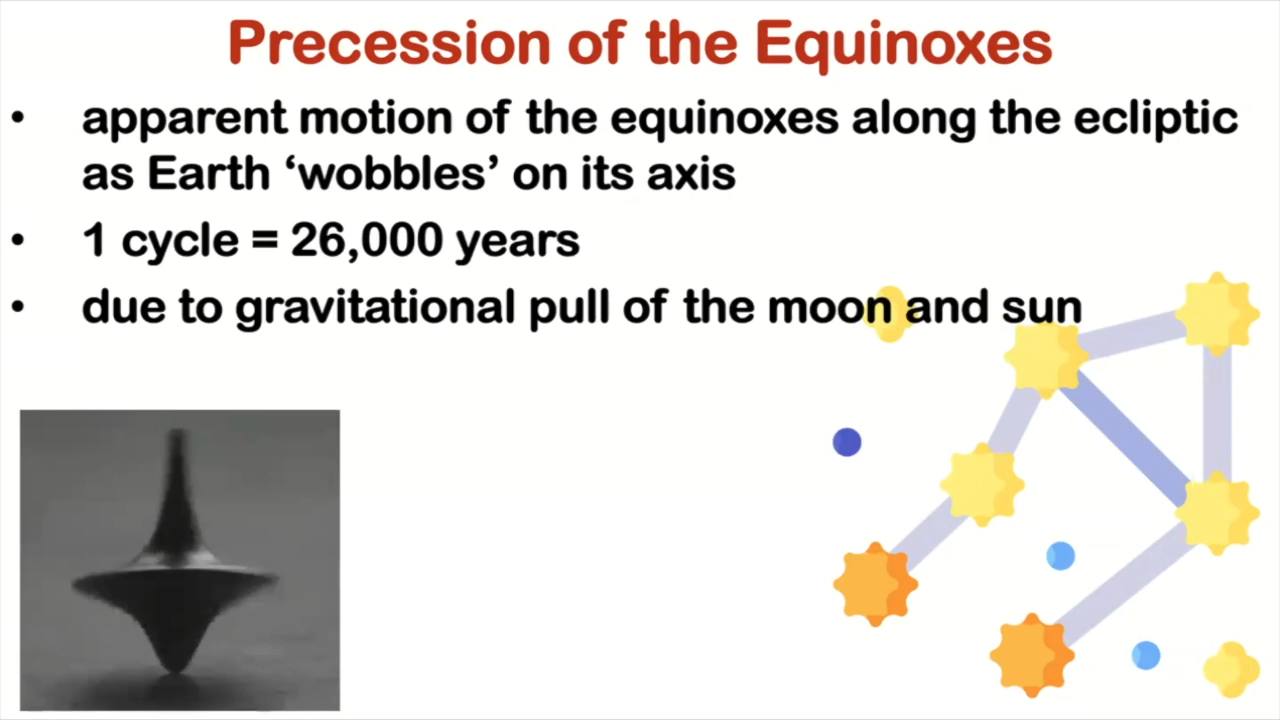 Precession of the Equinoxes
• apparent motion of the equinoxes along the ecliptic
as Earth ‘wobbles’ on its axis
• 1 cycle = 26,000 years
• due to gravitational pull of the moon and sun